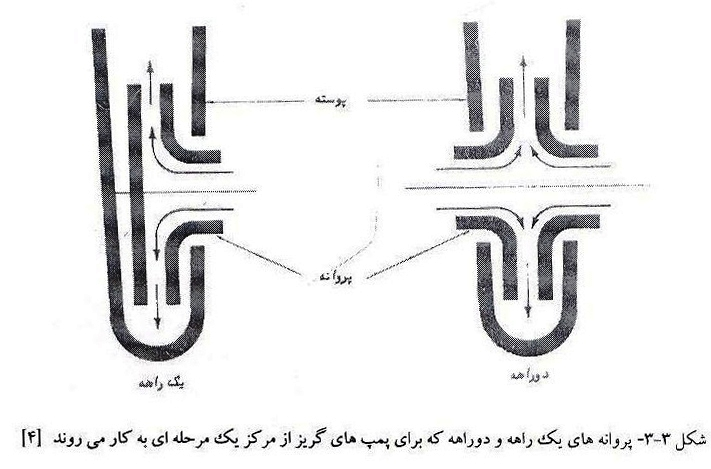 پوسته
پروانه
یک راهه
دوراهه
شکل ۳-۳- پروانه های یک راهه و دوراهه که برای پمپ های گریز از مرکز یک مرحله ای به کار می روند [۴]